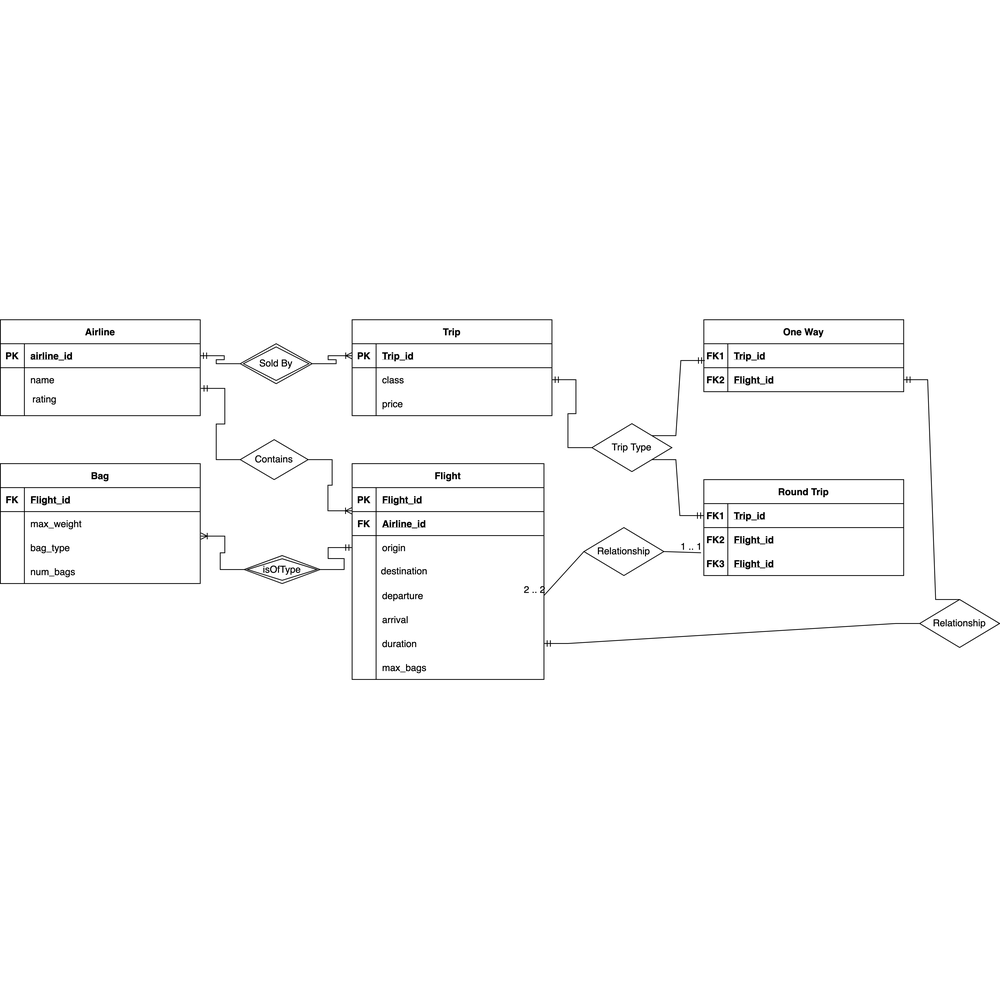 Airline
PK airline_id
name
rating
Sold By
Trip
PK Trip_id
class
price
One Way
FK1 Trip_id
FK2 Flight_id
Trip Type
Contains
Bag
FK Flight_id
max_weight
bag_type
num_bags
isOfType
Flight
PK Flight_id
FK Airline_id
origin
destination
departure
arrival
duration
max_bags
Relationship
2 .. 2
1 .. 1
Round Trip
FK1 Trip_id
FK2 Flight_id
FK3 Flight_id
Relationship